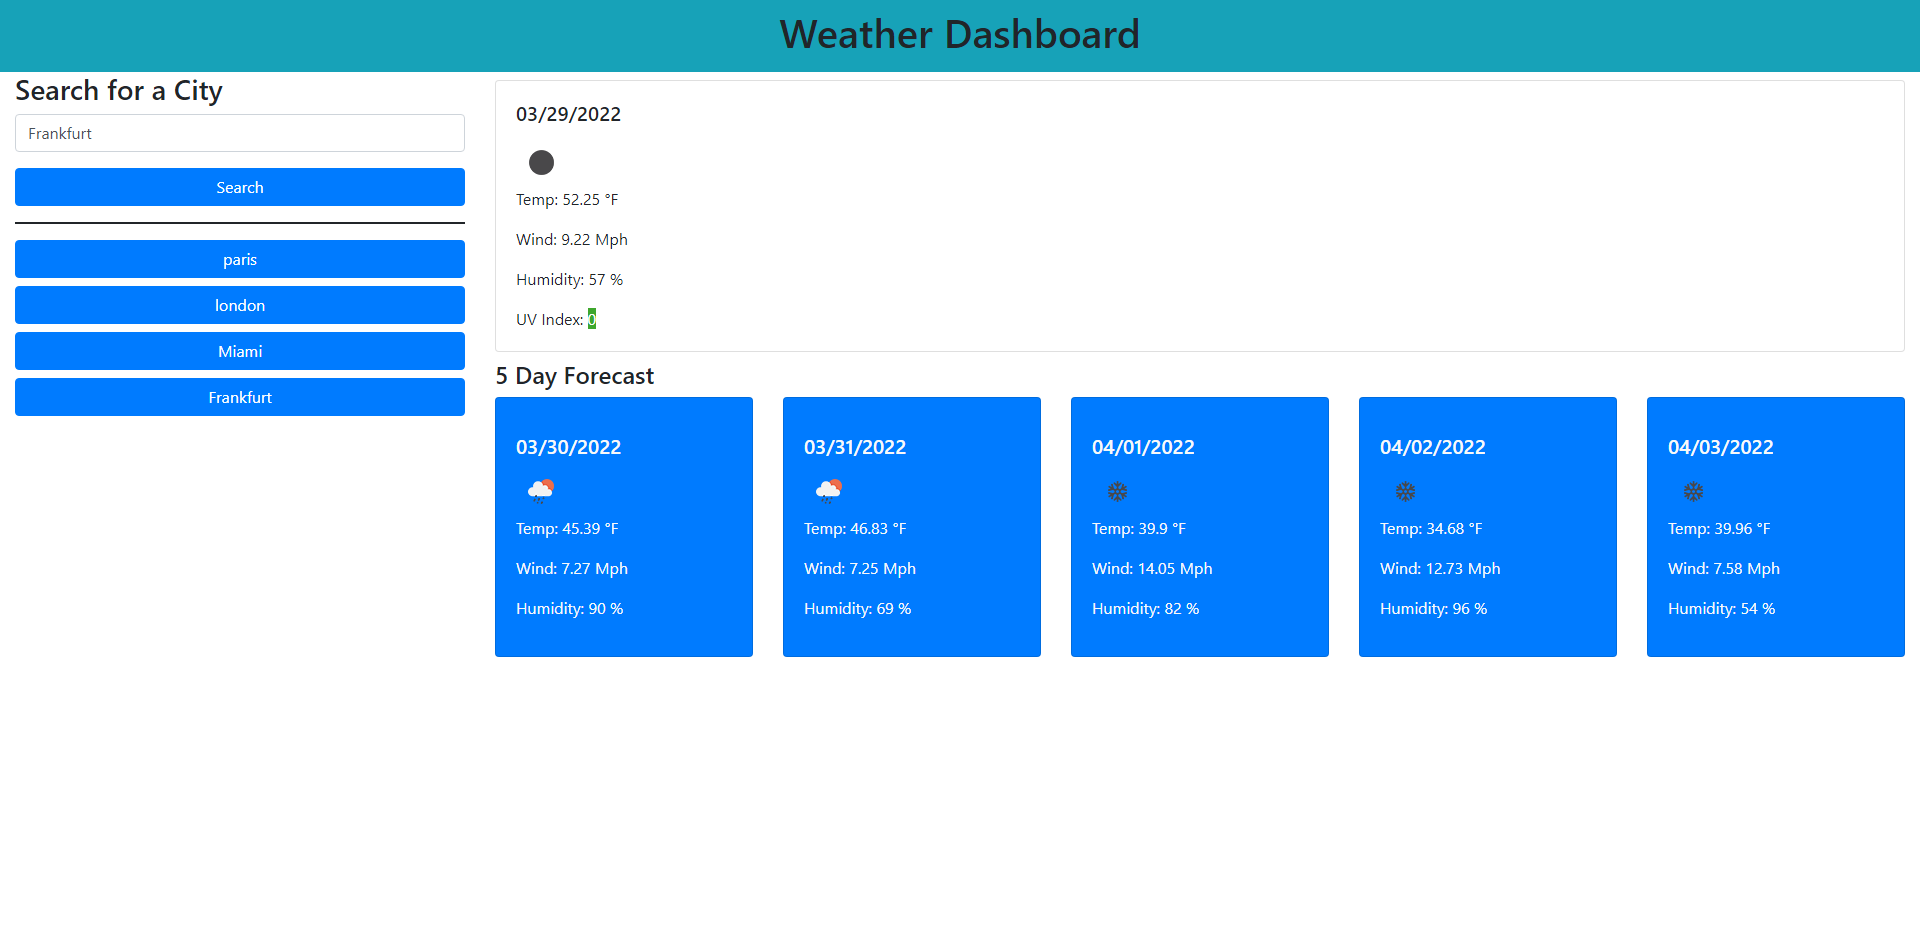 Weather Dashboard
Search for a City
Frankfurt
Search
paris
london
Miami
Frankfurt
03/29/2022
Temp: 52.25 °F
Wind: 9.22 Mph
Humidity: 57 %
UV Index: 0
5 Day Forecast
03/30/2022
Temp: 45.39 °F
Wind: 7.27 Mph
Humidity: 90 %
03/31/2022
Temp: 46.83 °F
Wind: 7.25 Mph
Humidity: 69 %
04/01/2022
Temp: 39.9 °F
Wind: 14.05 Mph
Humidity: 82 %
04/02/2022
Temp: 34.68 °F
Wind: 12.73 Mph
Humidity: 96 %
04/03/2022
Temp: 39.96 °F
Wind: 7.58 Mph
Humidity: 54 %